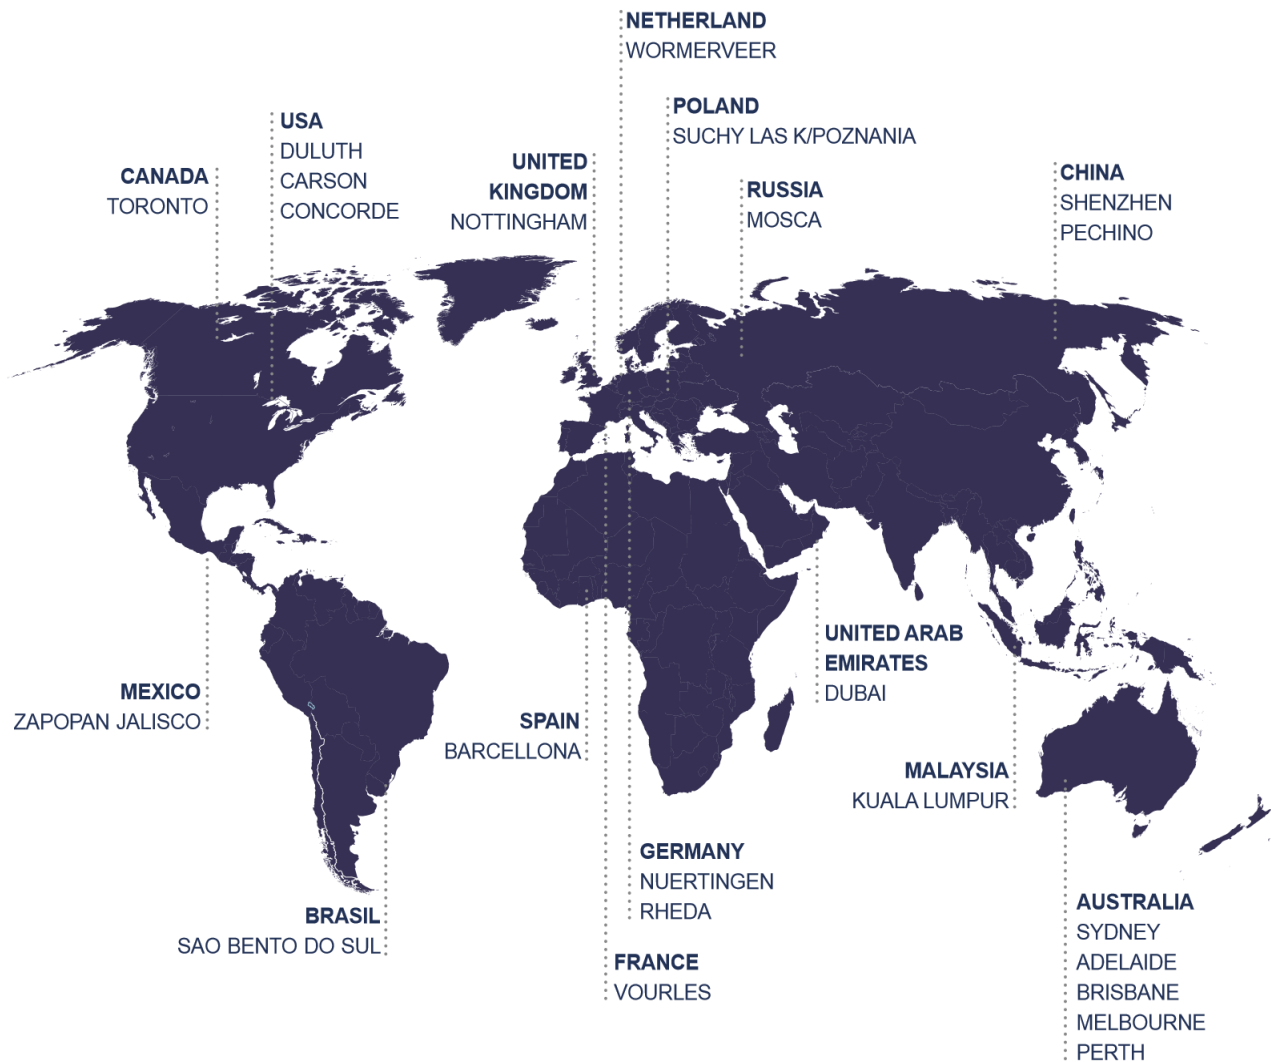 NETHERLAND
WORMERVEER
POLAND
SUCHY LAS K/POZNANIA
USA
DULUTH
CARSON
CONCORDE
UNITED
KINGDOM
NOTTINGHAM
CANADA
TORONTO
RUSSIA
MOSCA
CHINA
SHENZHEN
PECHINO
UNITED ARAB
EMIRATES
DUBAI
MEXICO
ZAPOPAN JALISCO
SPAIN
BARCELLONA
MALAYSIA
KUALA LUMPUR
GERMANY
NUERTINGEN
RHEDA
BRASIL
SAO BENTO DO SUL
FRANCE
VOURLES
AUSTRALIA
SYDNEY
ADELAIDE
BRISBANE
MELBOURNE
PERTH